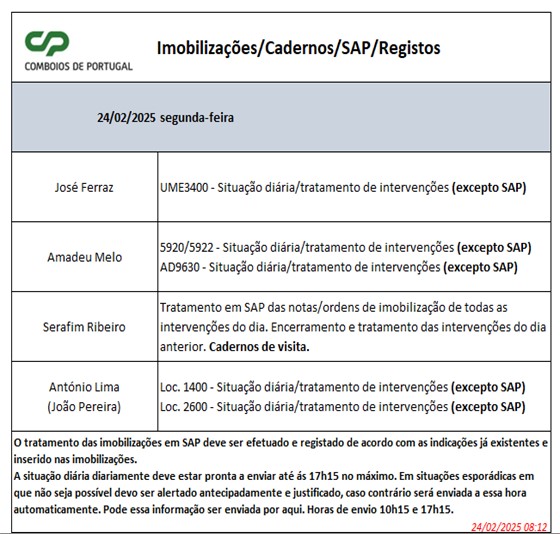 CP
COMBOIOS DE PORTUGAL
Imobilizações/Cadernos/SAP/Registos
24/02/2025 segunda-feira
José Ferraz
UME3400 - Situação diária/tratamento de intervenções (excepto SAP)
Amadeu Melo
5920/5922 - Situação diária/tratamento de intervenções (excepto SAP)
AD9630 - Situação diária/tratamento de intervenções (excepto SAP)
Serafim Ribeiro
Tratamento em SAP das notas/ordens de imobilização de todas as
intervenções do dia. Encerramento e tratamento das intervenções do dia
anterior. Cadernos de visita.
António Lima
(João Pereira)
Loc. 1400 - Situação diária/tratamento de intervenções (excepto SAP)
Loc. 2600 - Situação diária/tratamento de intervenções (excepto SAP)
O tratamento das imobilizações em SAP deve ser efetuado e registado de acordo com as indicações já existentes e
inserido nas imobilizações.
A situação diária diariamente deve estar pronta a enviar até ás 17h15 no máximo. Em situações esporádicas em
que não seja possível devo ser alertado antecipadamente e justificado, caso contrário será enviada a essa hora
automaticamente. Pode essa informação ser enviada por aqui. Horas de envio 10h15 e 17h15.
24/02/2025 08:12